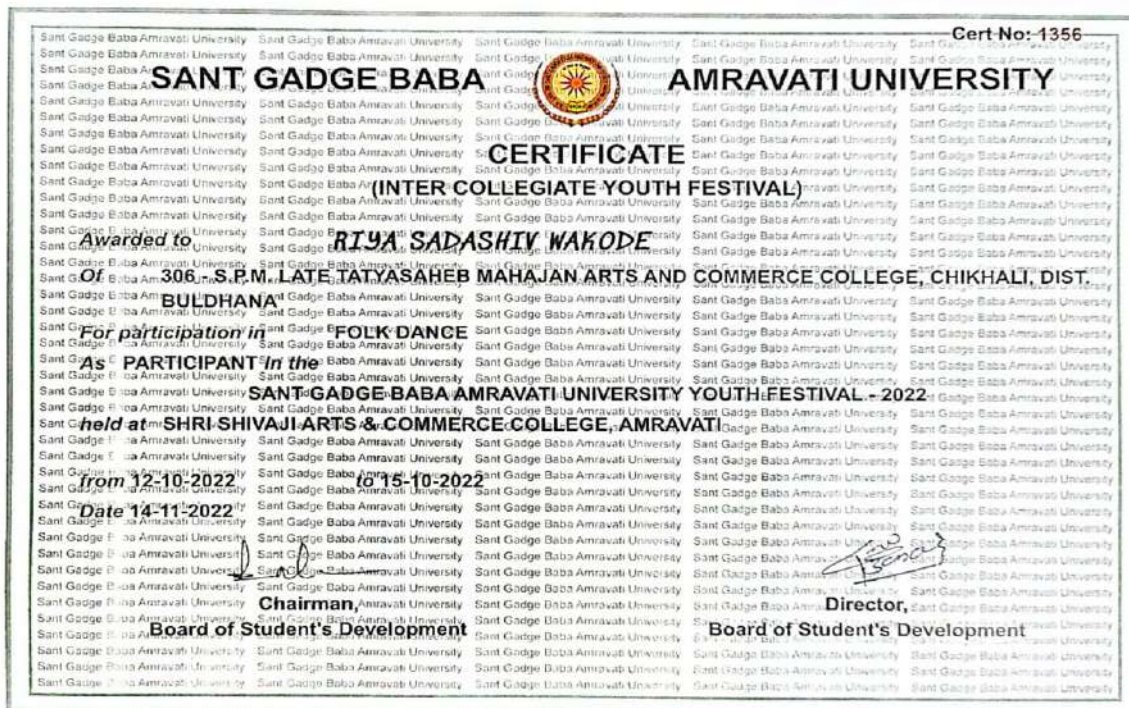 Cert No: 1356
SANT GADGE BABA AMRAVATI UNIVERSITY
CERTIFICATE
(INTER COLLEGIATE YOUTH FESTIVAL)
Awarded to RIYA SADASHIV WAKODE
Of 306 - S.P.M. LATE TATYASAHEB MAHAJAN ARTS AND COMMERCE COLLEGE, CHIKHALI, DIST.
BULDHANA
For participation in FOLK DANCE
As PARTICIPANT In the
SANT GADGE BABA AMRAVATI UNIVERSITY YOUTH FESTIVAL - 2022
held at SHRI SHIVAJI ARTS & COMMERCE COLLEGE, AMRAVATI
from 12-10-2022 to 15-10-2022
Date 14-11-2022
Chairman, Director,
Board of Student's Development Board of Student's Development